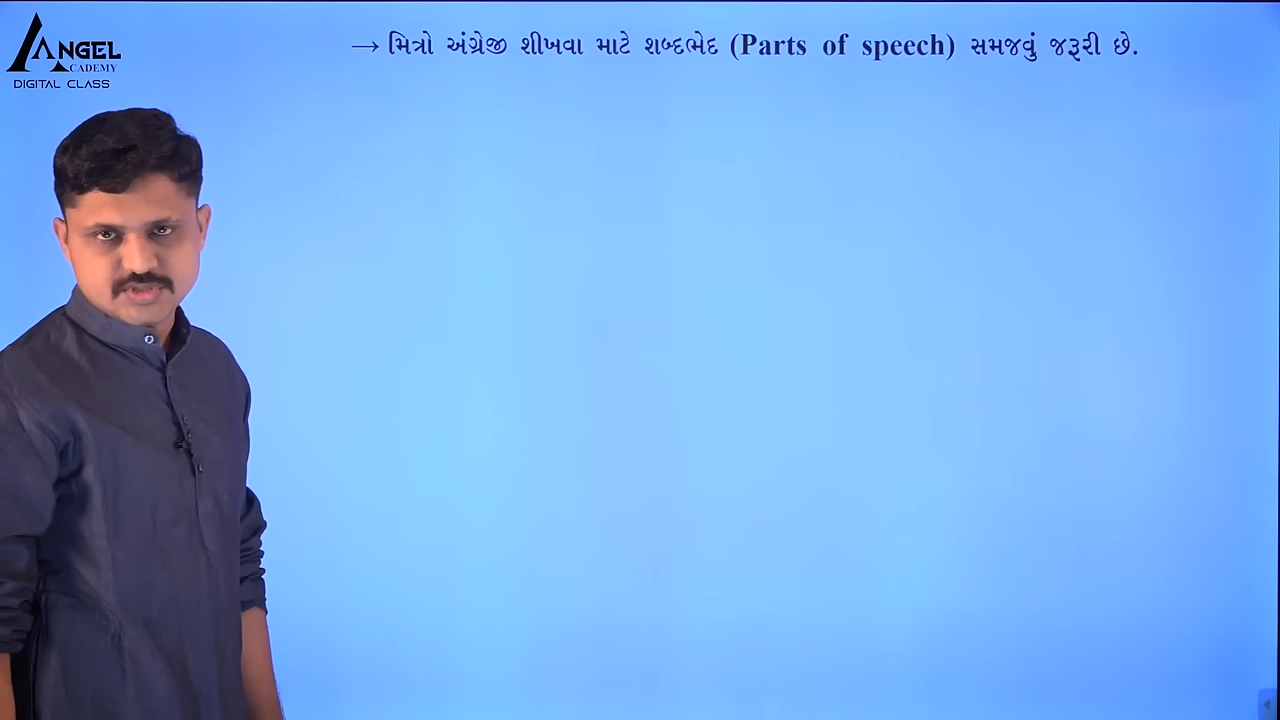 ANGEL
ACADEMY
DIGITAL CLASS
→ મિત્રો અંગ્રેજી શીખવા માટે શબ્દભેદ (Parts of speech) સમજવું જરૂરી છે.